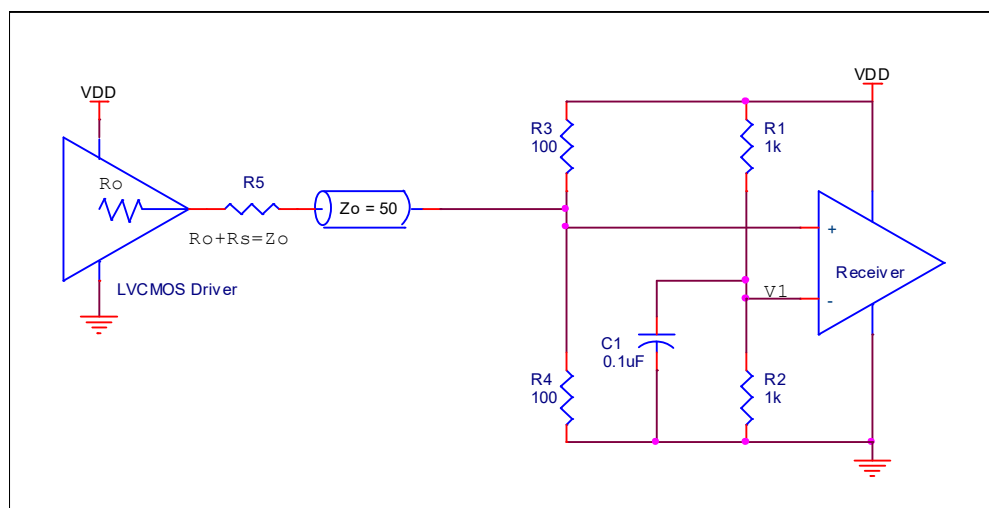 VDD
VDD
R3
100
R1
1k
Ro
R5
Zo = 50
+
Ro+Rs=Zo
Receiver
LVCMOS Driver
V1
-
C1
0.1uF
R4
100
R2
1k